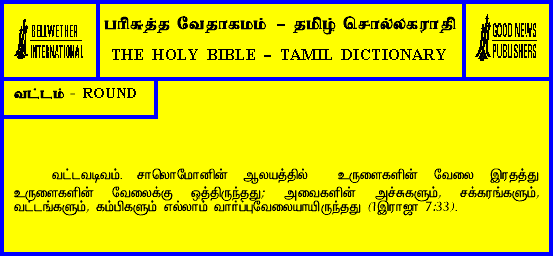 BELLWETHER
INTERNATIONAL
பரிசுத்த வேதாகமம் – தமிழ் சொல்லகராதி
THE HOLY BIBLE – TAMIL DICTIONARY
GOOD NEWS
PUBLISHERS
வட்டம் - ROUND
வட்டவடிவம். சாலொமோனின் ஆலயத்தில் உருளைகளின் வேலை இரதத்து
உருளைகளின் வேலைக்கு ஒத்திருந்தது; அவைகளின் அச்சுகளும், சக்கரங்களும்,
வட்டங்களும், கம்பிகளும் எல்லாம் வார்ப்புவேலையாயிருந்தது (1இராஜா 7:33).